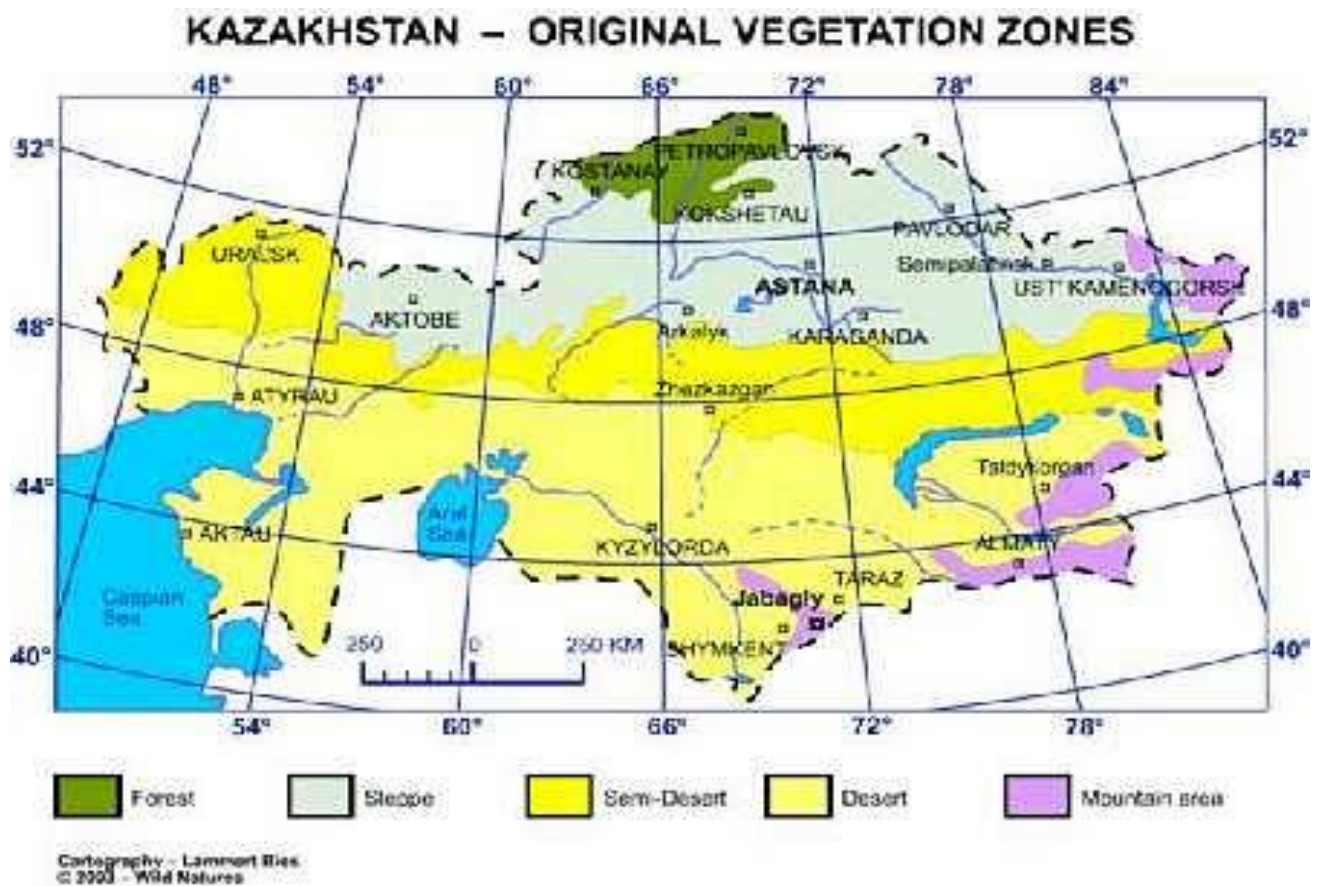 KAZAKHSTAN – ORIGINAL VEGETATION ZONES
48° 54° 60° 66° 72° 78° 84°
52° 52°
PETROPAVLOVSK
KOSTANAY
KOKSHETAU
PAVLODAR
URALSK
Semipalatinsk
ASTANA
UST' KAMENOGORSK
48° 48°
AKTOBE
Arkalyk
KARAGANDA
Zhezkazgan
ATYRAU
Taldykorgan
44° 44°
Aral
Sea
AKTAU
KYZYLORDA
ALMATY
TARAZ
Jabagly
Caspian
Sea
SHYMKENT
250 0 250 KM
40° 40°
54° 60° 66° 72° 78°
Forest Steppe Semi-Desert Desert Mountain area
Cartography - Lammert Bies
© 2003 - Wild Natures